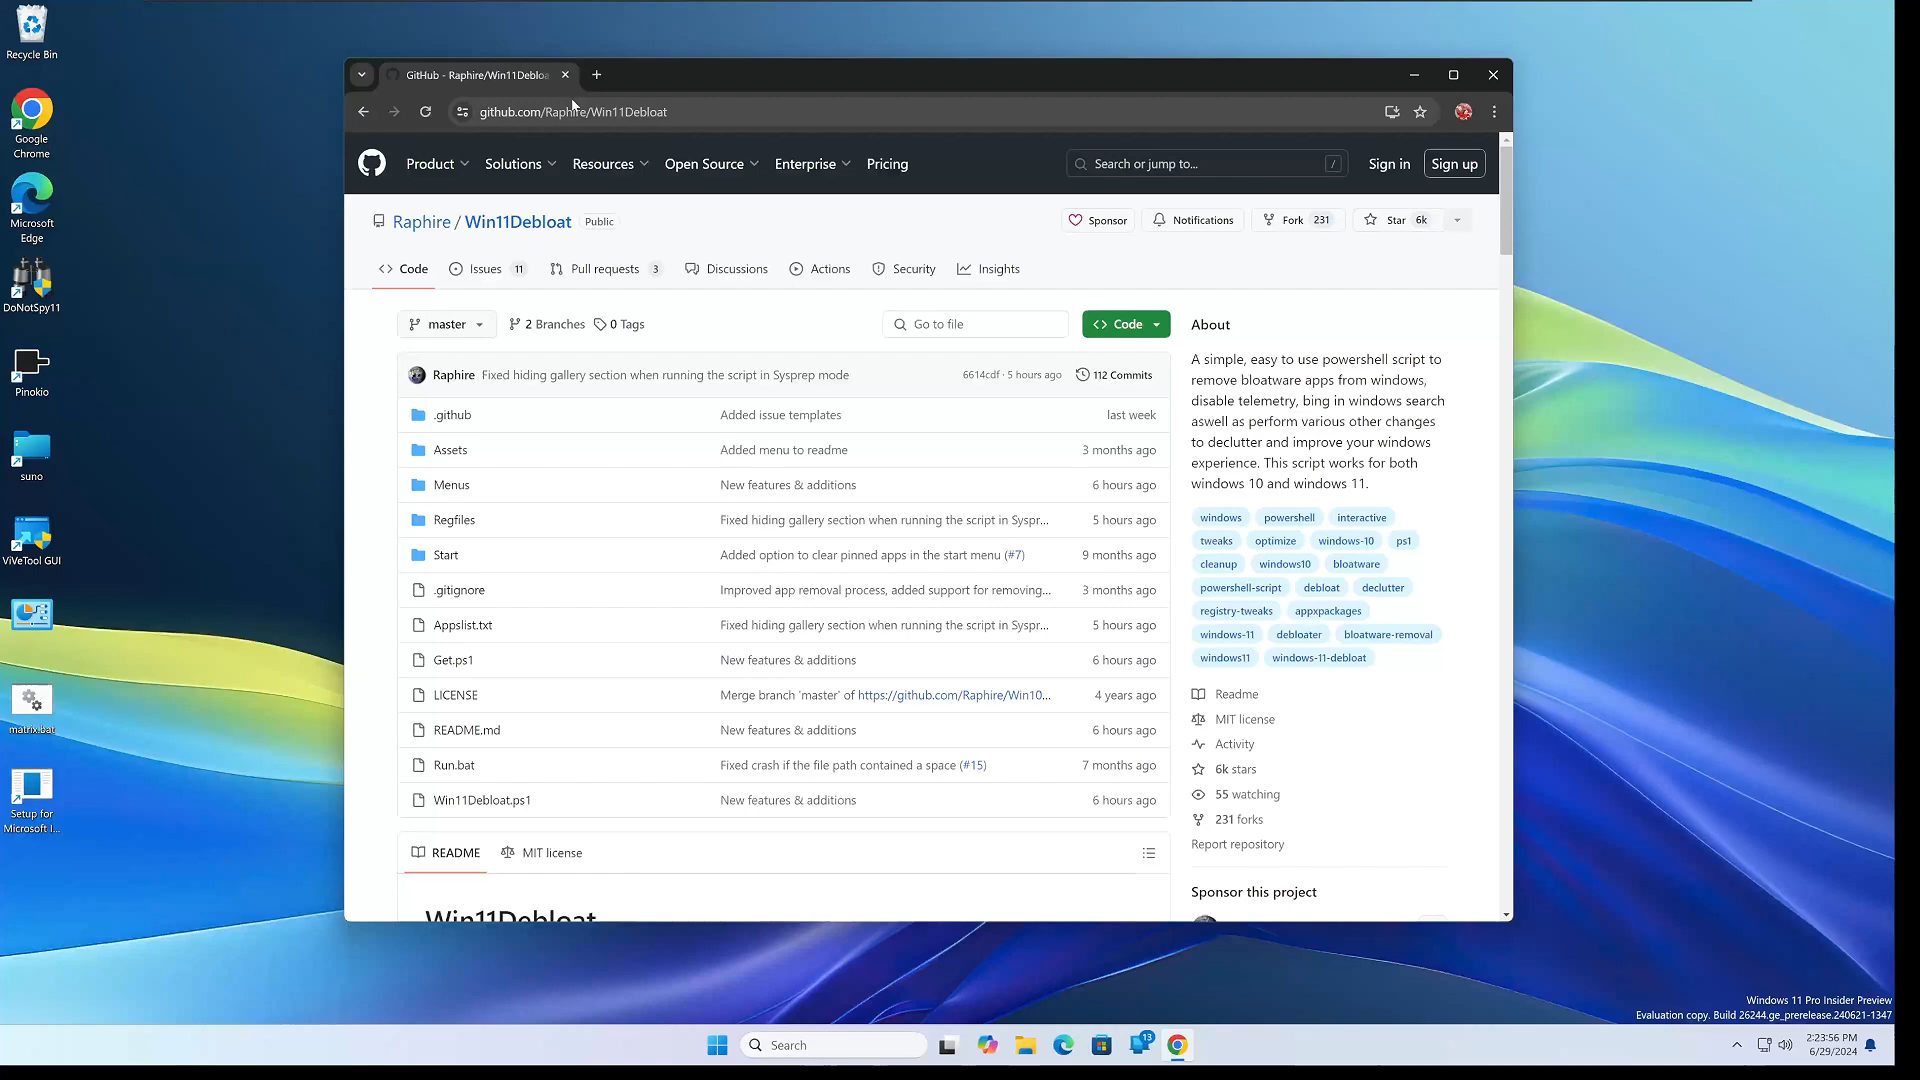 Recycle Bin
Google
Chrome
Microsoft
Edge
DoNotSpy11
Pinokio
suno
ViVeTool GUI
matrix.bat
Setup for
Microsoft I...
GitHub - Raphire/Win11Debloa
github.com/Raphire/Win11Debloat
Product
Solutions
Resources
Open Source
Enterprise
Pricing
Search or jump to...
/
Sign in
Sign up
Raphire / Win11Debloat
Public
Sponsor
Notifications
Fork 231
Star 6k
<> Code
Issues 11
Pull requests 3
Discussions
Actions
Security
Insights
master
2 Branches
0 Tags
Go to file
<> Code
Raphire Fixed hiding gallery section when running the script in Sysprep mode
6614cdf · 5 hours ago
112 Commits
.github Added issue templates last week
Assets Added menu to readme 3 months ago
Menus New features & additions 6 hours ago
Regfiles Fixed hiding gallery section when running the script in Syspr... 5 hours ago
Start Added option to clear pinned apps in the start menu (#7) 9 months ago
.gitignore Improved app removal process, added support for removing... 3 months ago
Appslist.txt Fixed hiding gallery section when running the script in Syspr... 5 hours ago
Get.ps1 New features & additions 6 hours ago
LICENSE Merge branch 'master' of https://github.com/Raphire/Win10... 4 years ago
README.md New features & additions 6 hours ago
Run.bat Fixed crash if the file path contained a space (#15) 7 months ago
Win11Debloat.ps1 New features & additions 6 hours ago
README
MIT license
Win11Debloat
About
A simple, easy to use powershell script to
remove bloatware apps from windows,
disable telemetry, bing in windows search
aswell as perform various other changes
to declutter and improve your windows
experience. This script works for both
windows 10 and windows 11.
windows powershell interactive
tweaks optimize windows-10 ps1
cleanup windows10 bloatware
powershell-script debloat declutter
registry-tweaks appxpackages
windows-11 debloater bloatware-removal
windows11 windows-11-debloat
Readme
MIT license
Activity
6k stars
55 watching
231 forks
Report repository
Sponsor this project
Windows 11 Pro Insider Preview
Evaluation copy. Build 26244.ge_prerelease.240621-1347
Search
13
2:23:56 PM
6/29/2024